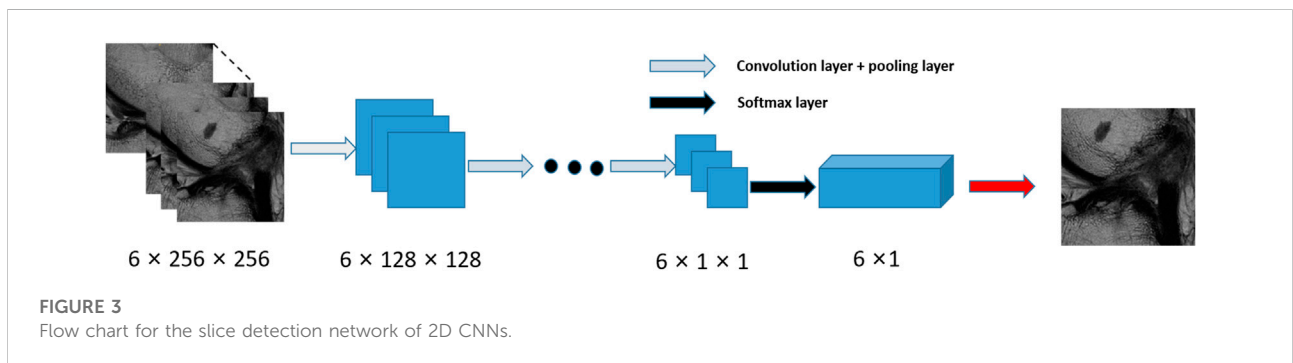 Convolution layer + pooling layer
Softmax layer
6 × 256 × 256
6 × 128 × 128
6 × 1 × 1
6 ×1
FIGURE 3
Flow chart for the slice detection network of 2D CNNs.